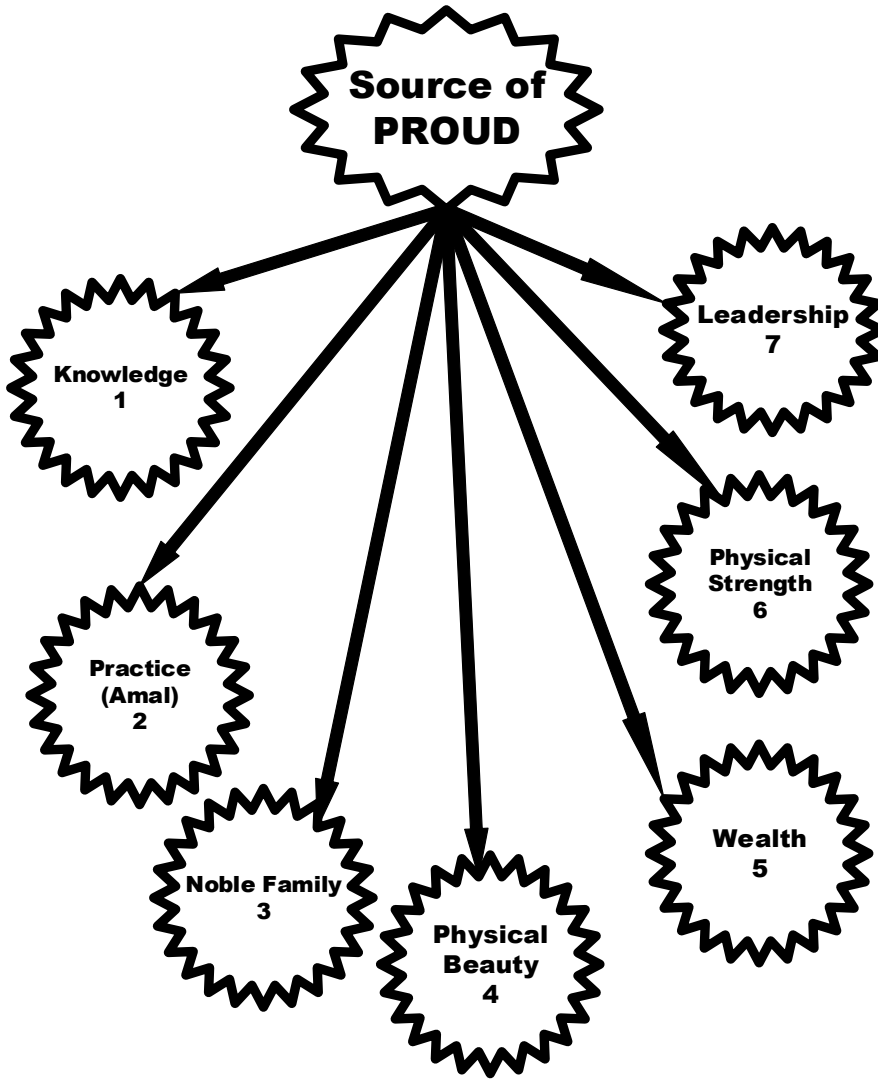 Source of
PROUD
Knowledge
1
Practice
(Amal)
2
Noble Family
3
Physical
Beauty
4
Wealth
5
Physical
Strength
6
Leadership
7